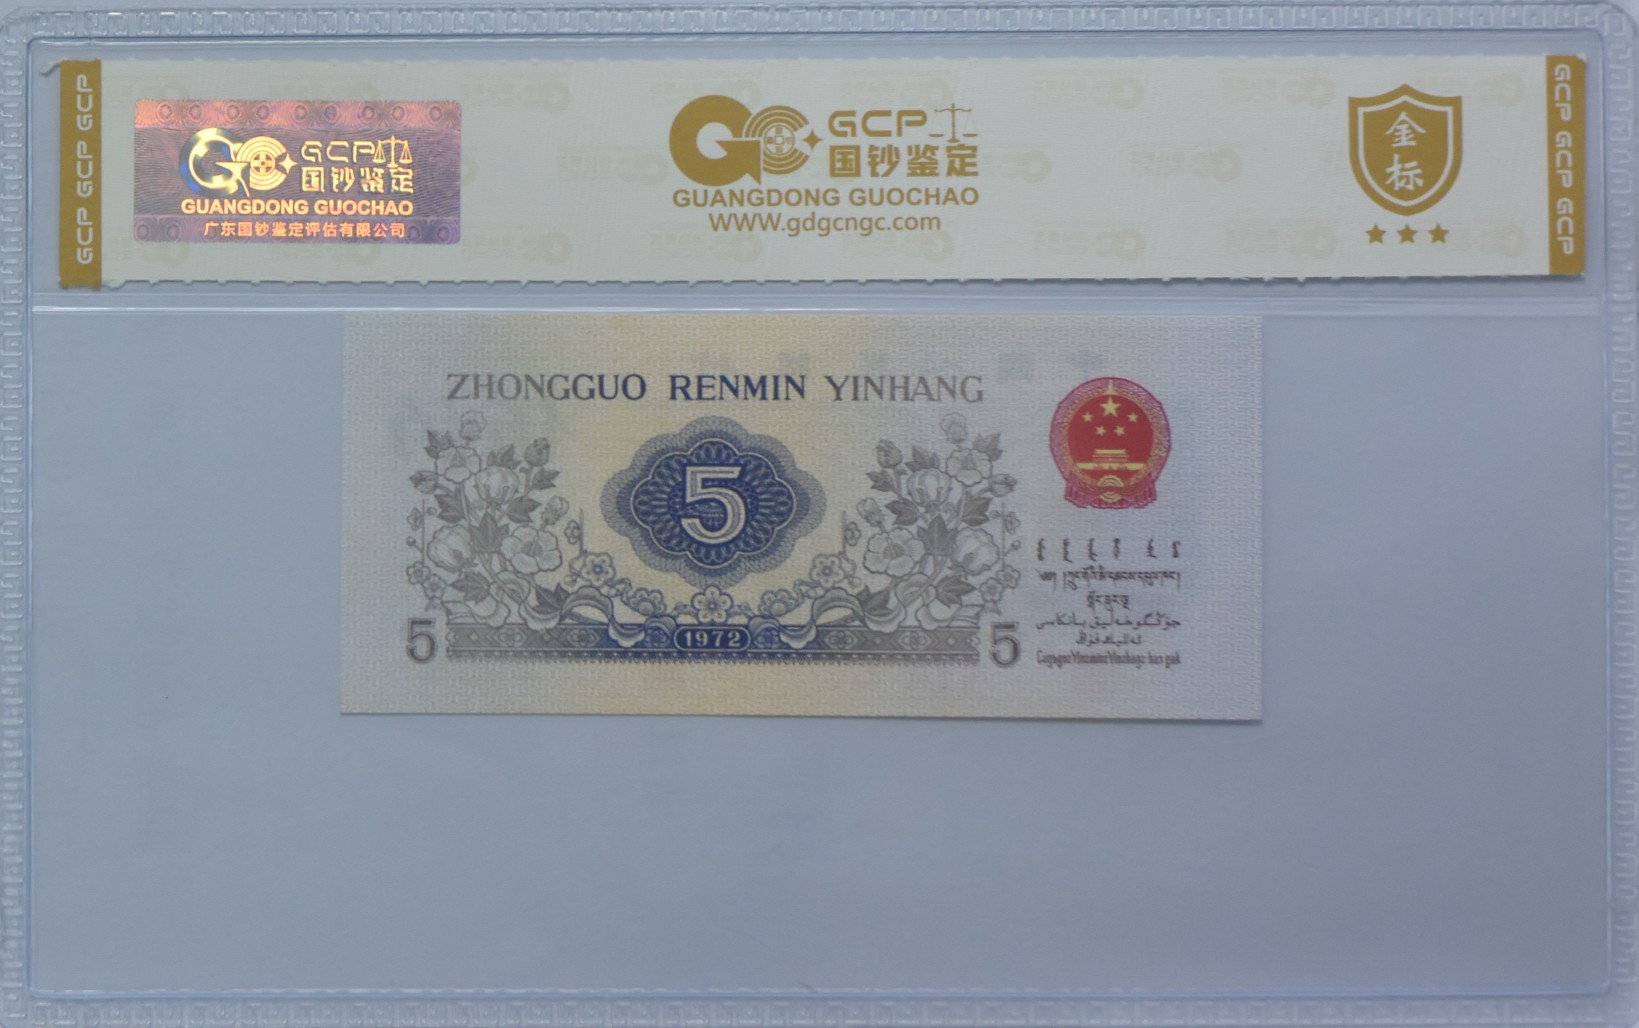 GCP GCP GCP
GCP
国钞鉴定
GUANGDONG GUOCHAO
广东国钞鉴定评估有限公司
GCP
国钞鉴定
GUANGDONG GUOCHAO
WWW.gdgcngc.com
金标
GCP GCP GCP
ZHONGGUO RENMIN YINHANG
5
1972
5
5